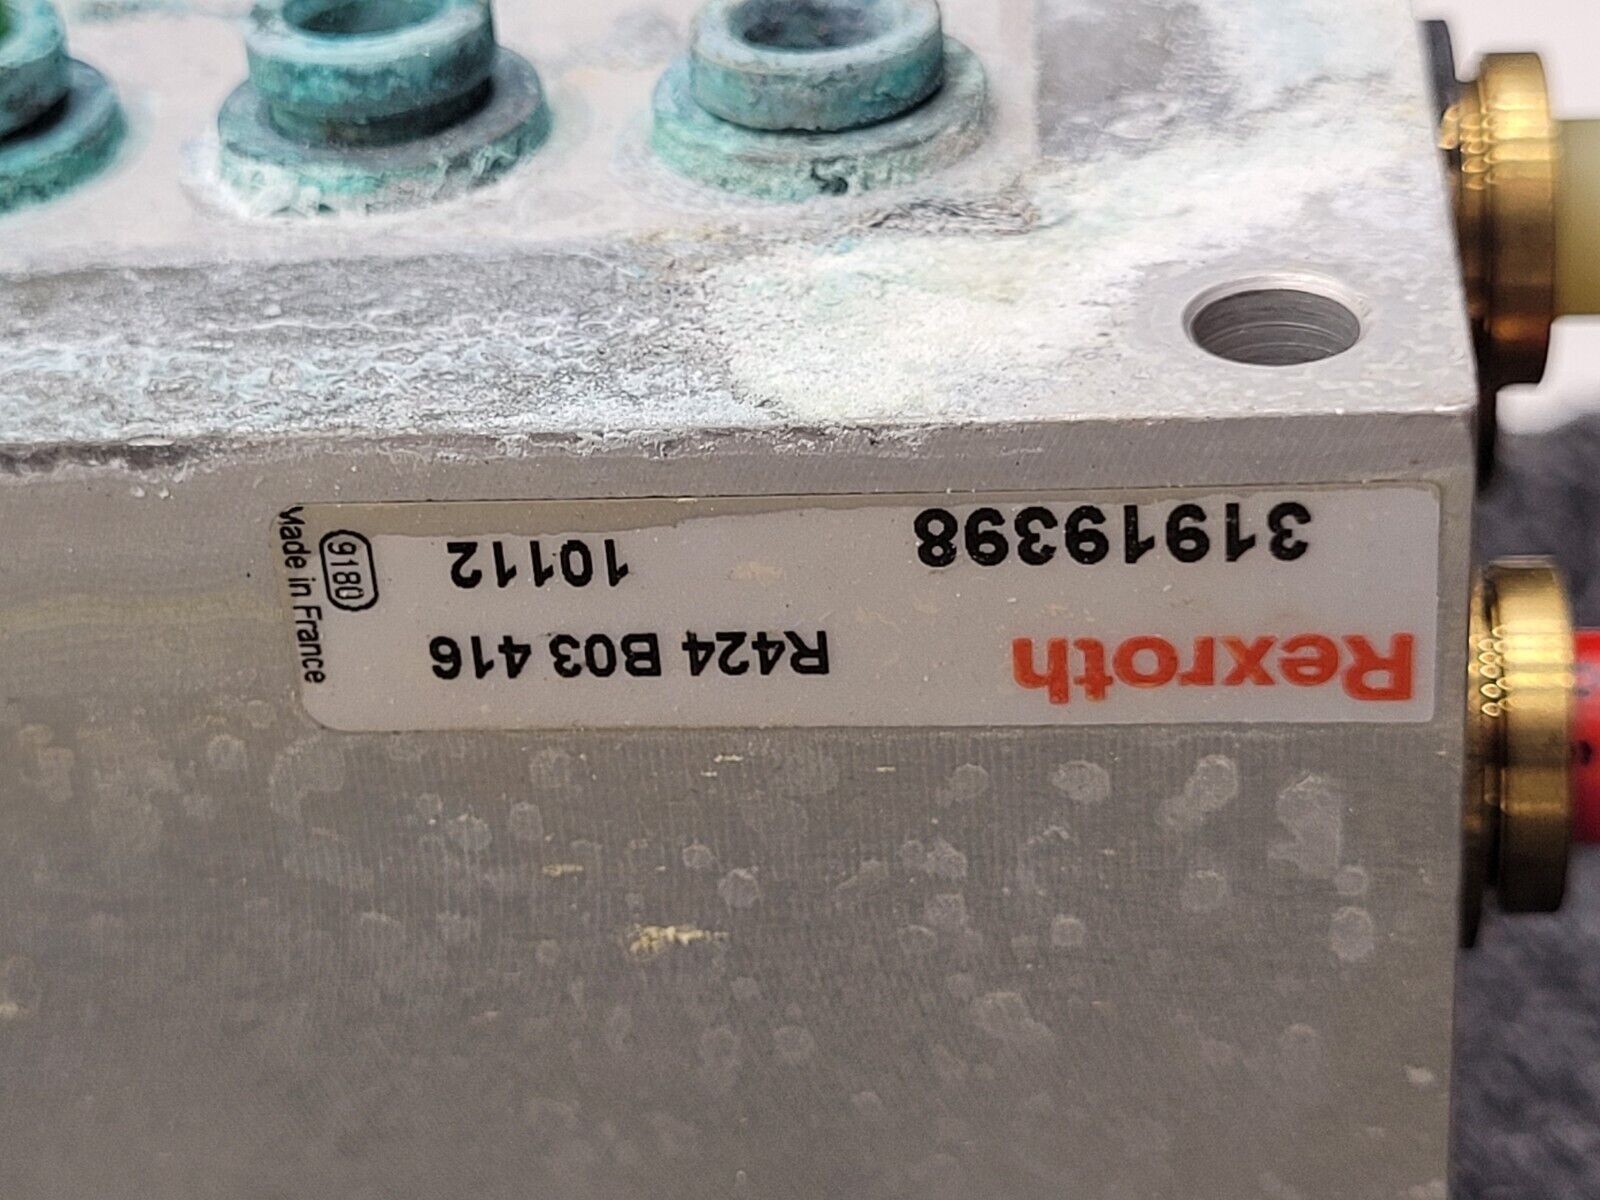 Rexroth R424 B03 416
31919398 10112
9180
Made in France